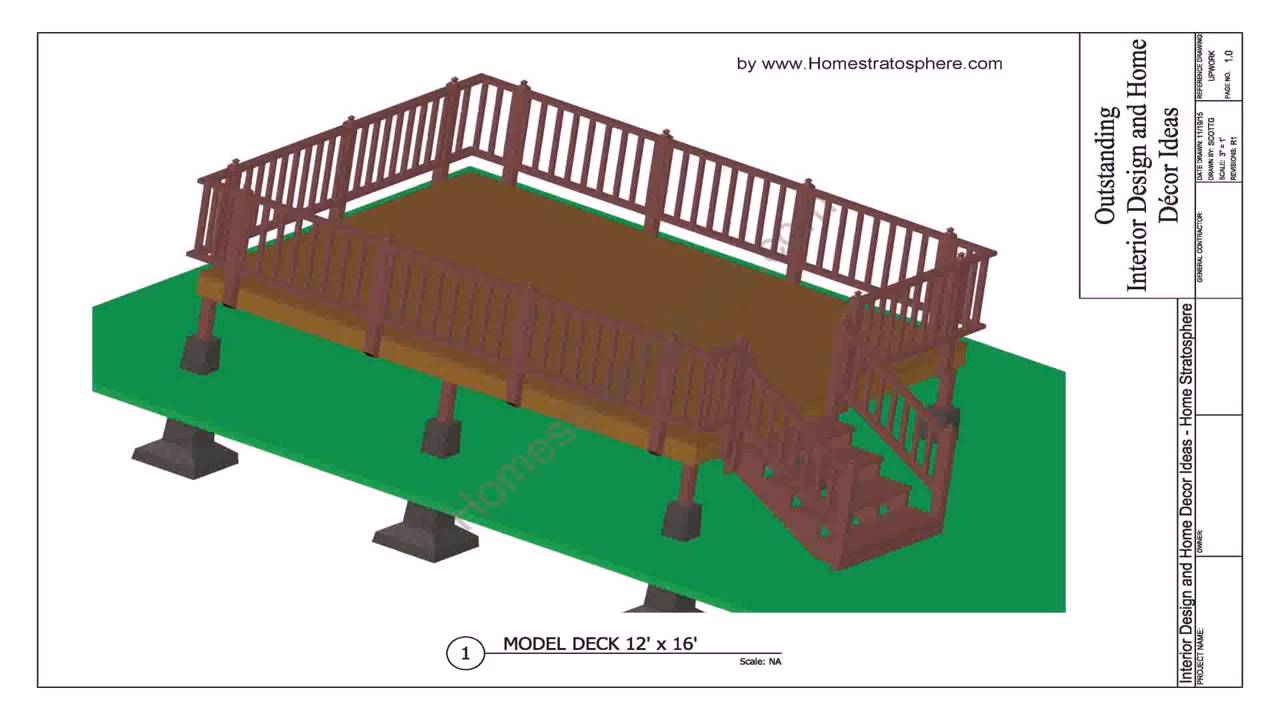 by www.Homestratosphere.com
Outstanding
Interior Design and Home
Décor Ideas
REFERENCE DRAWING:
UPWORK
PAGE NO. 1.0
DATE DRAWN: 11/19/15
DRAWN BY: SCOTTG
SCALE: 3" = 1'
REVISIONS: R1
GENERAL CONTRACTOR:
Interior Design and Home Decor Ideas - Home Stratosphere
OWNER:
PROJECT NAME:
1
MODEL DECK 12' x 16'
Scale: NA